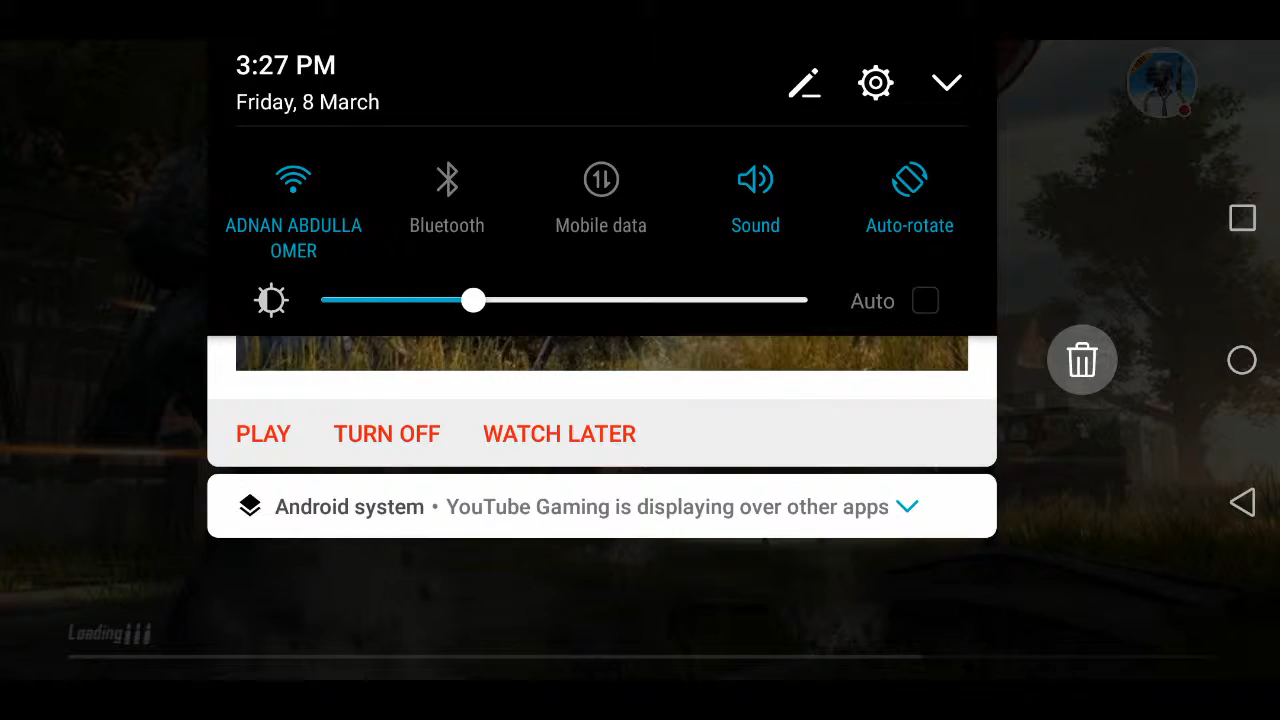 3:27 PM
Friday, 8 March
ADNAN ABDULLA
OMER
Bluetooth
Mobile data
Sound
Auto-rotate
Auto
PLAY TURN OFF WATCH LATER
Android system • YouTube Gaming is displaying over other apps
Loading